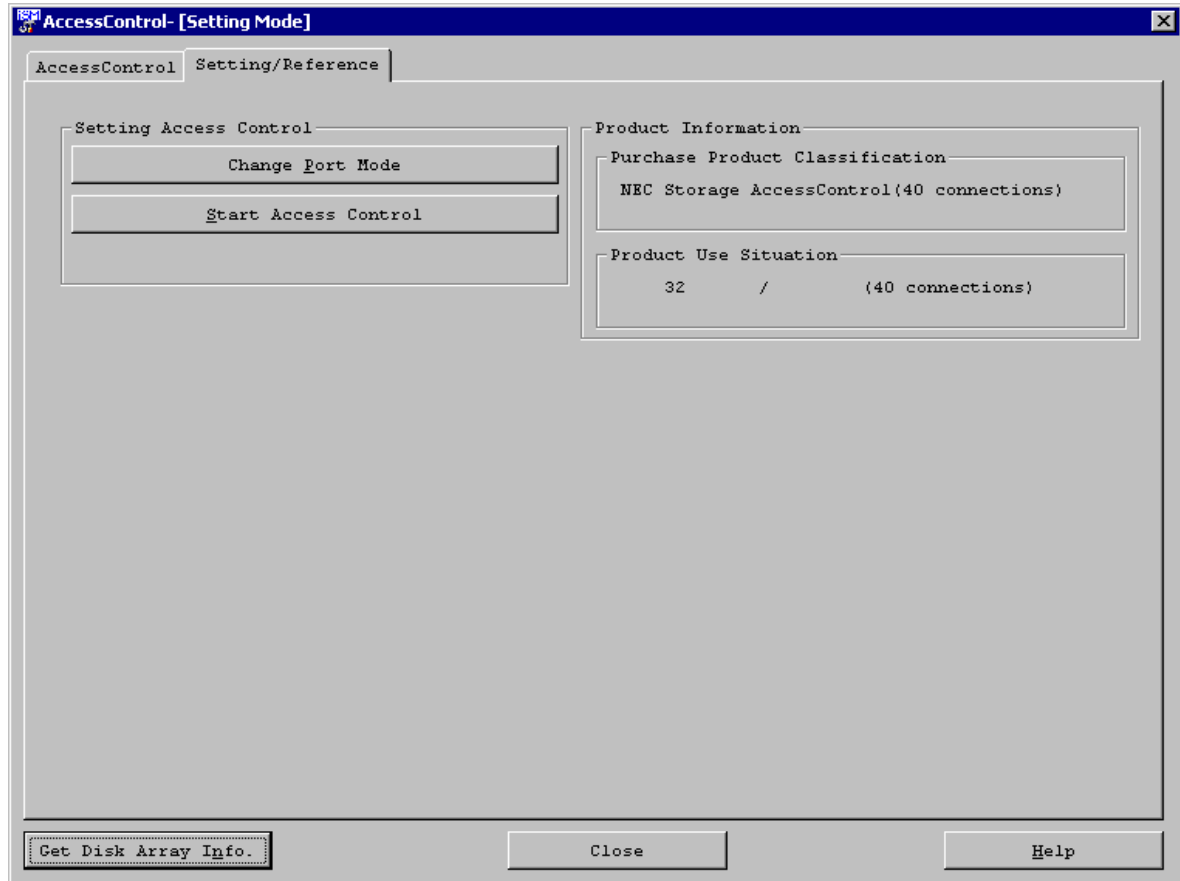 AccessControl- [Setting Mode]
AccessControl
Setting/Reference
Setting Access Control
Change Port Mode
Start Access Control
Product Information
Purchase Product Classification
NEC Storage AccessControl(40 connections)
Product Use Situation
32 / (40 connections)
Get Disk Array Info.
Close
Help